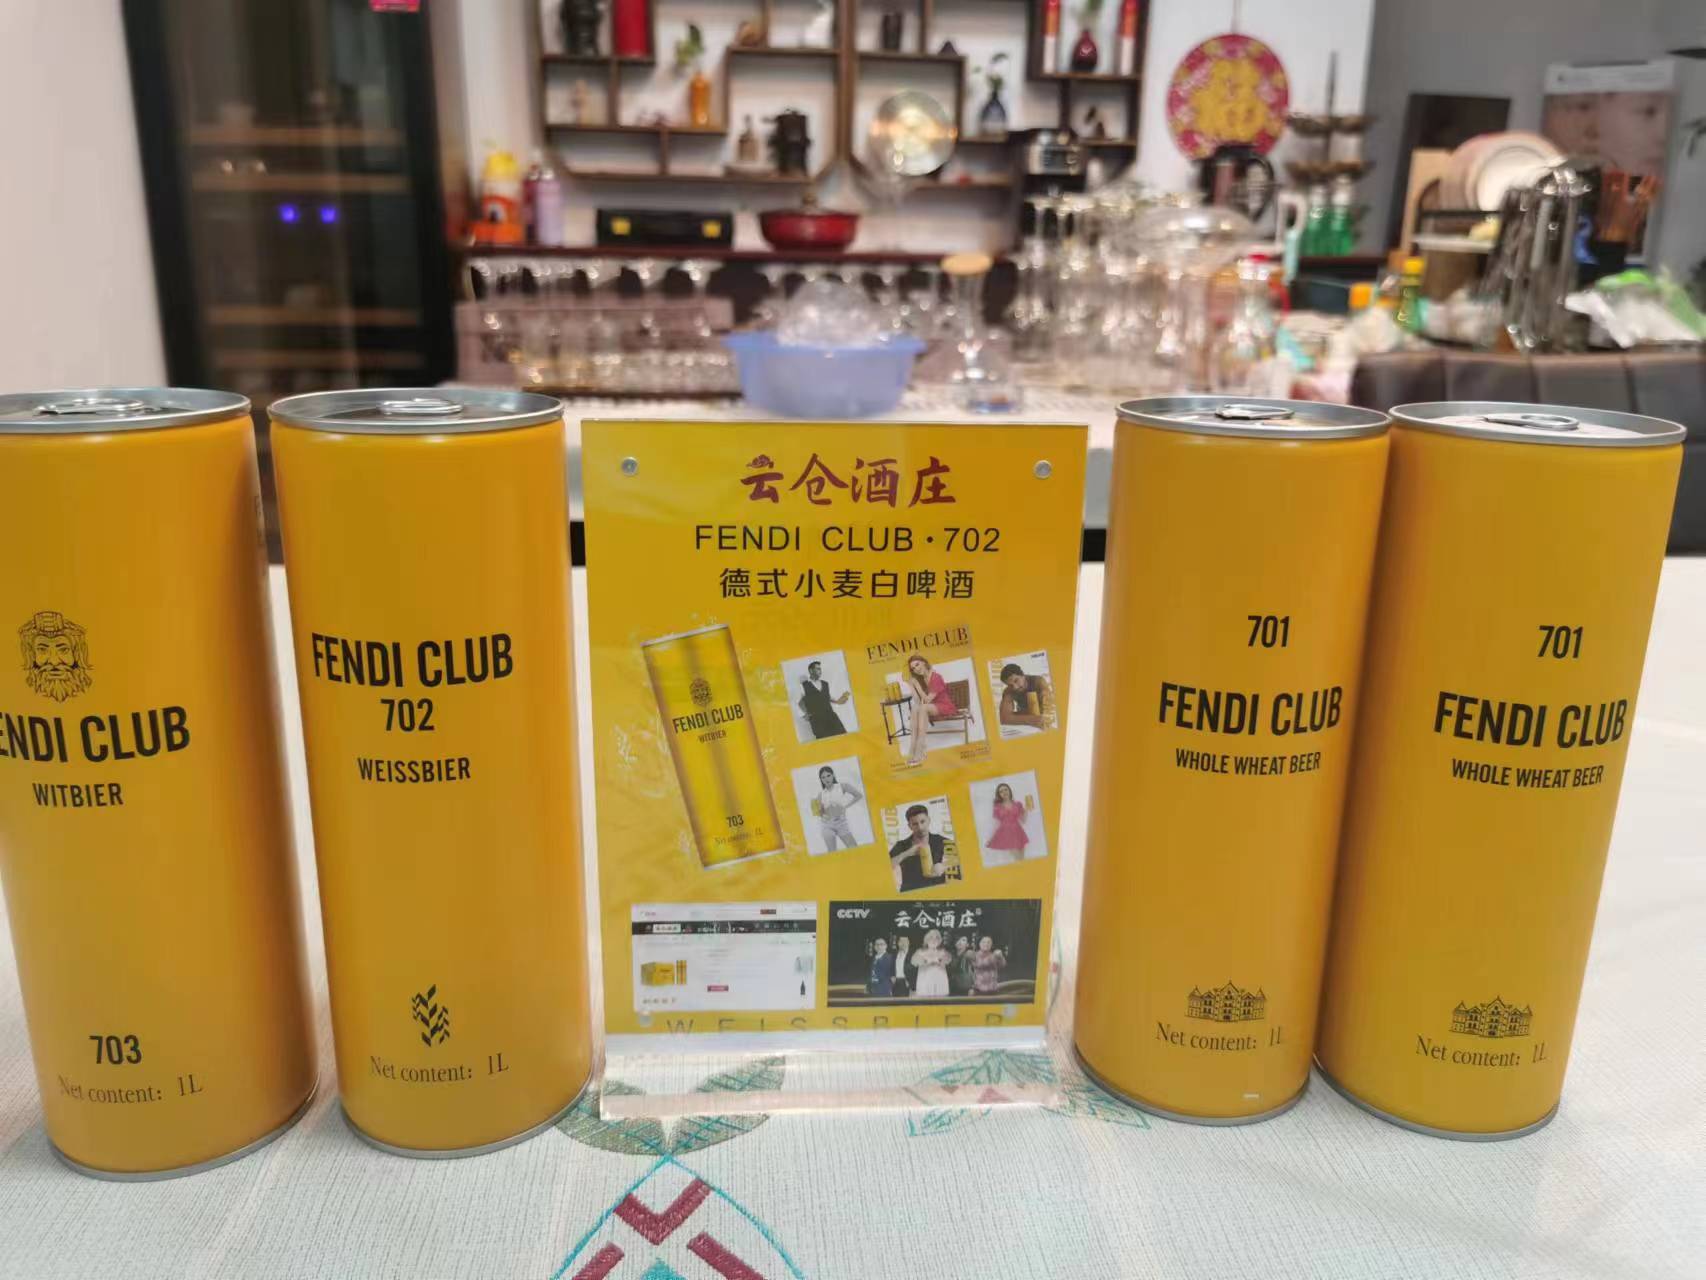 FENDI CLUB
WITBIER
703
Net content: 1L
FENDI CLUB
702
WEISSBIER
Net content: 1L
云仓酒庄
FENDI CLUB·702
德式小麦白啤酒
FENDI CLUB
FENDI CLUB
WITBIER
703
Net content: 1L
CCTV
云仓酒庄
WEISSBIER
701
FENDI CLUB
WHOLE WHEAT BEER
Net content: 1L
701
FENDI CLUB
WHOLE WHEAT BEER
Net content: 1L